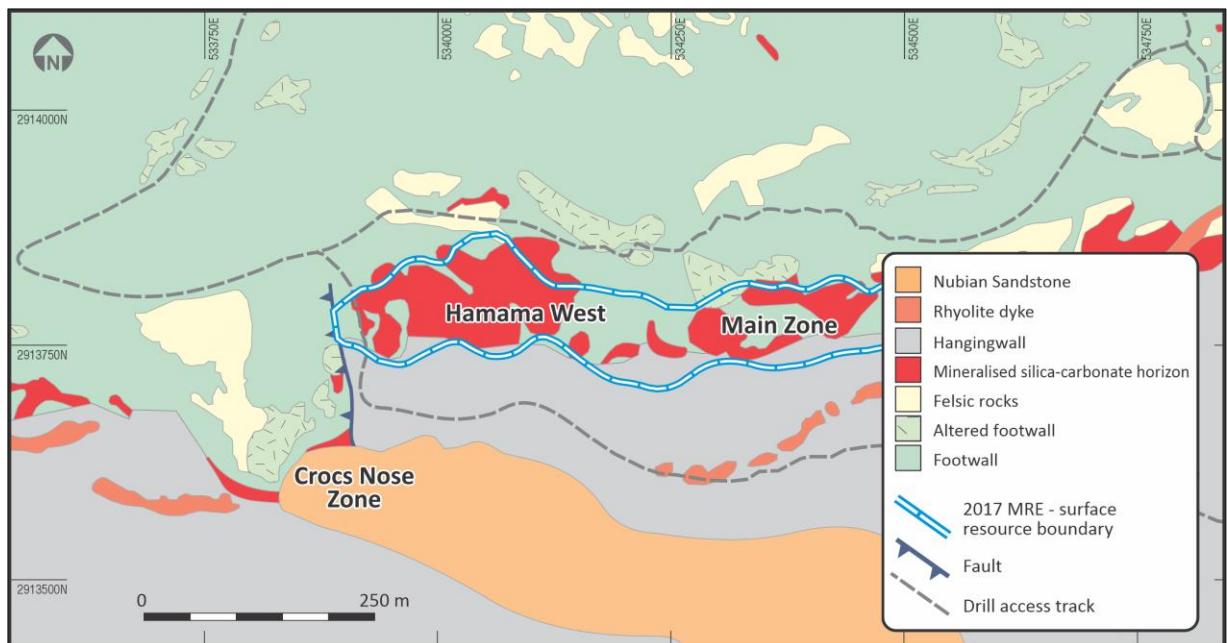 N
533750E
534000E
534250E
534500E
534750E
2914000N
2913750N
2913500N
Hamama West
Main Zone
Crocs Nose
Zone
0
250 m
Nubian Sandstone
Rhyolite dyke
Hangingwall
Mineralised silica-carbonate horizon
Felsic rocks
Altered footwall
Footwall
2017 MRE - surface
resource boundary
Fault
Drill access track